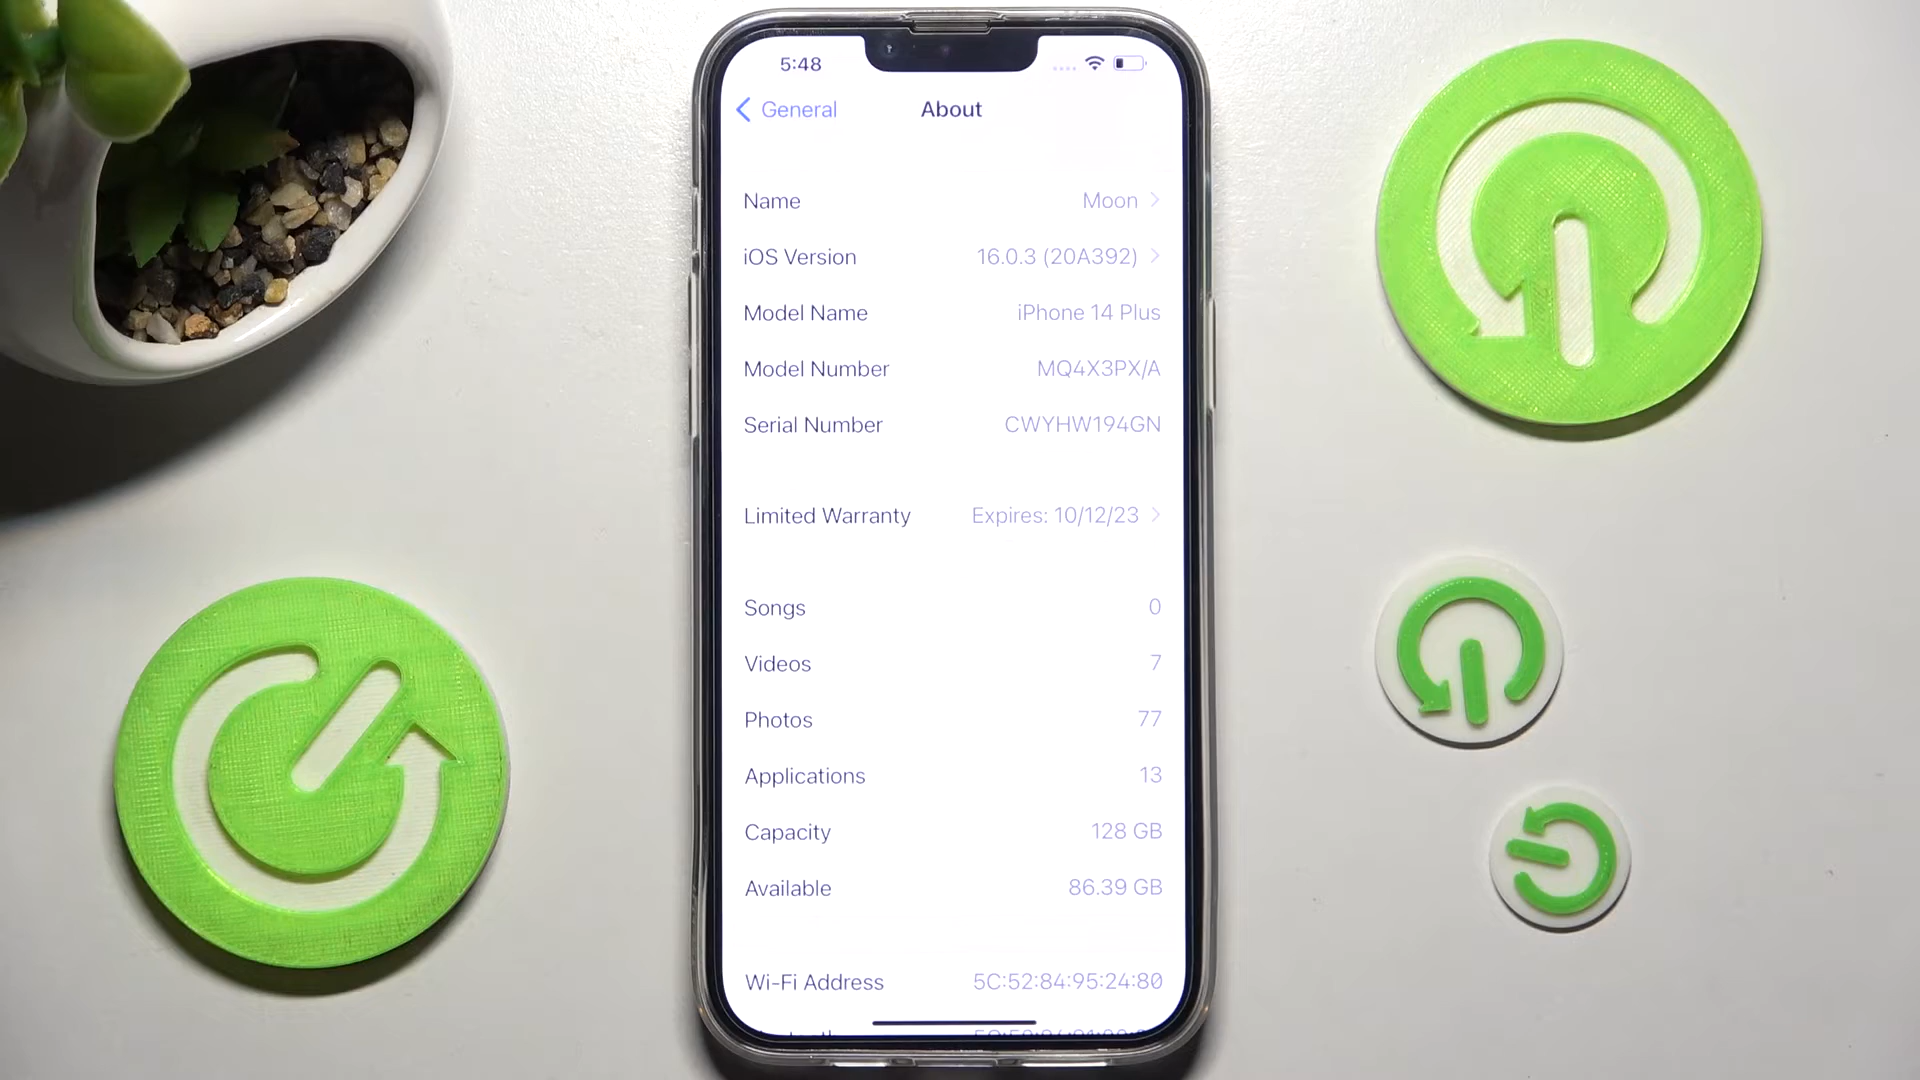 5:48
General
About
Name Moon
iOS Version 16.0.3 (20A392)
Model Name iPhone 14 Plus
Model Number MQ4X3PX/A
Serial Number CWYHW194GN
Limited Warranty Expires: 10/12/23
Songs 0
Videos 7
Photos 77
Applications 13
Capacity 128 GB
Available 86.39 GB
Wi-Fi Address 5C:52:84:95:24:80